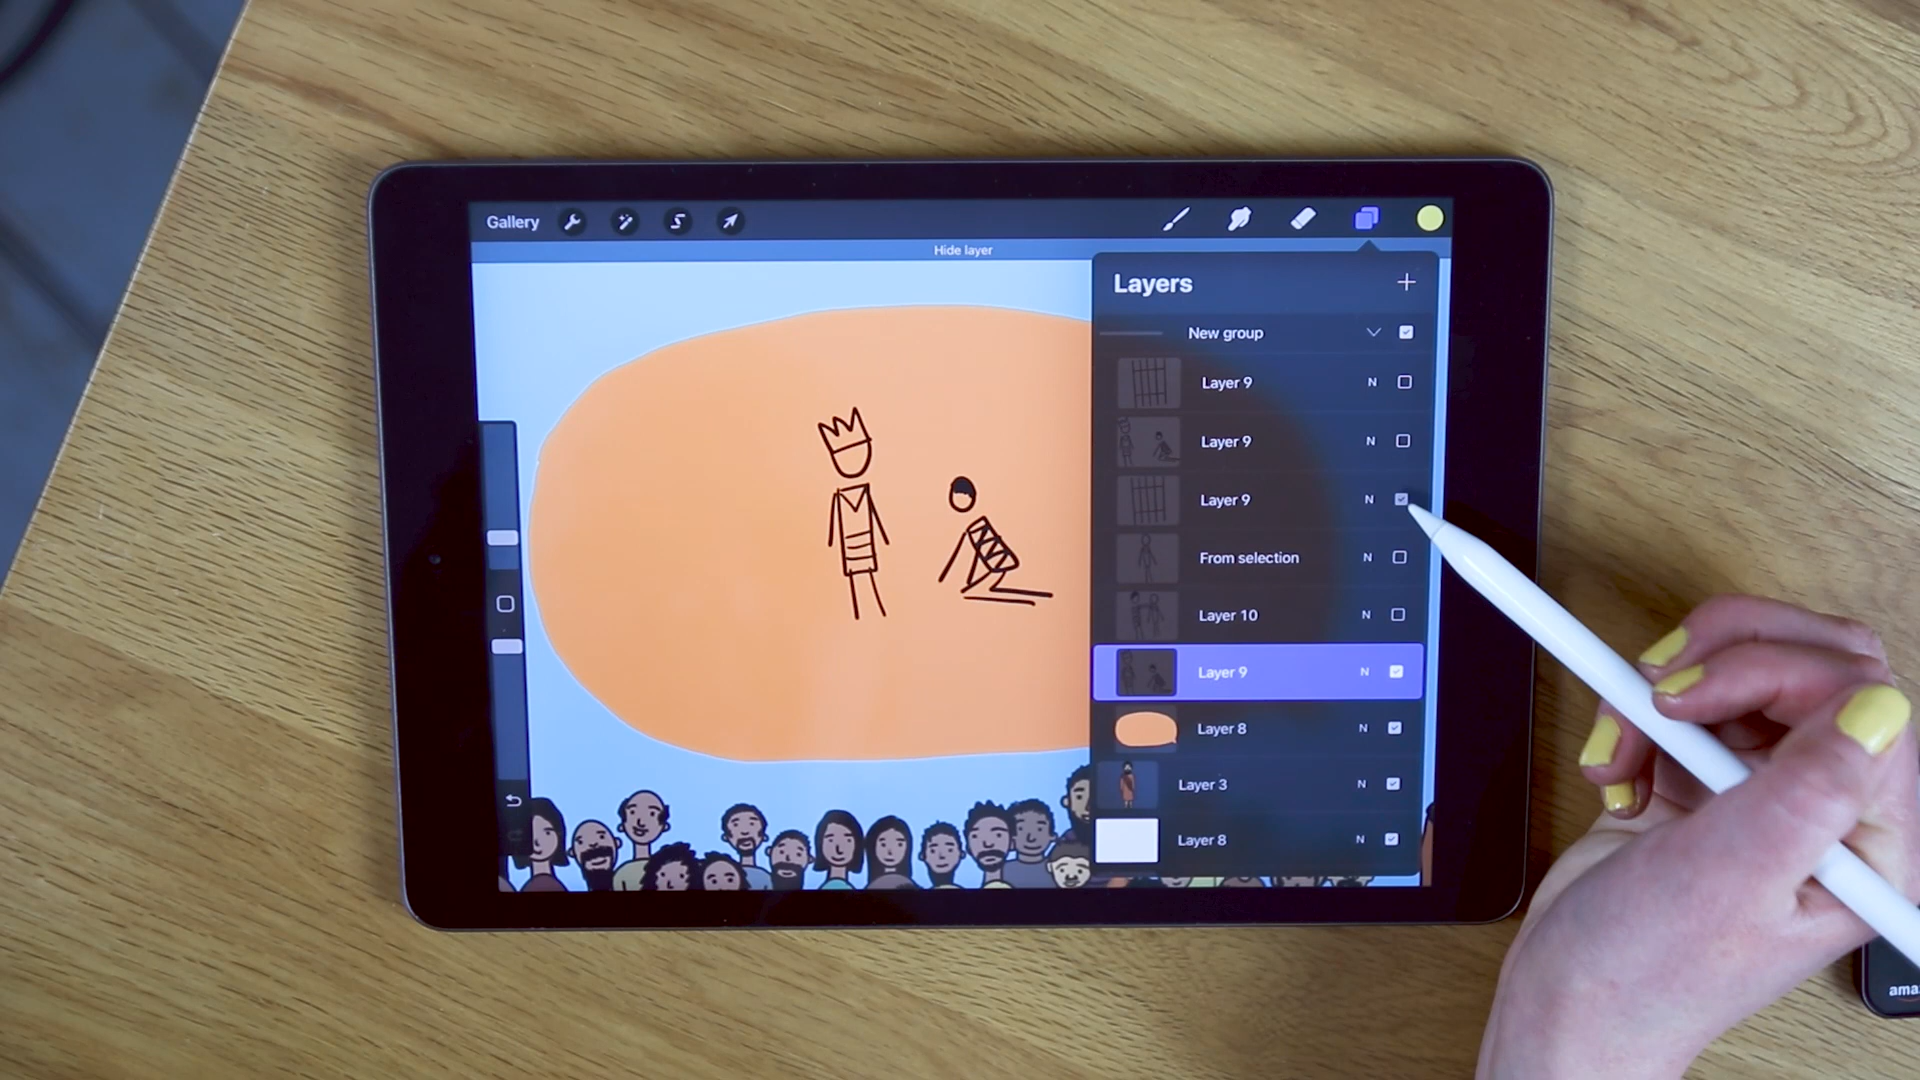 Gallery
Hide layer
Layers
New group
Layer 9 N
Layer 9 N
Layer 9 N
From selection N
Layer 10 N
Layer 9 N
Layer 8 N
Layer 3 N
Layer 8 N